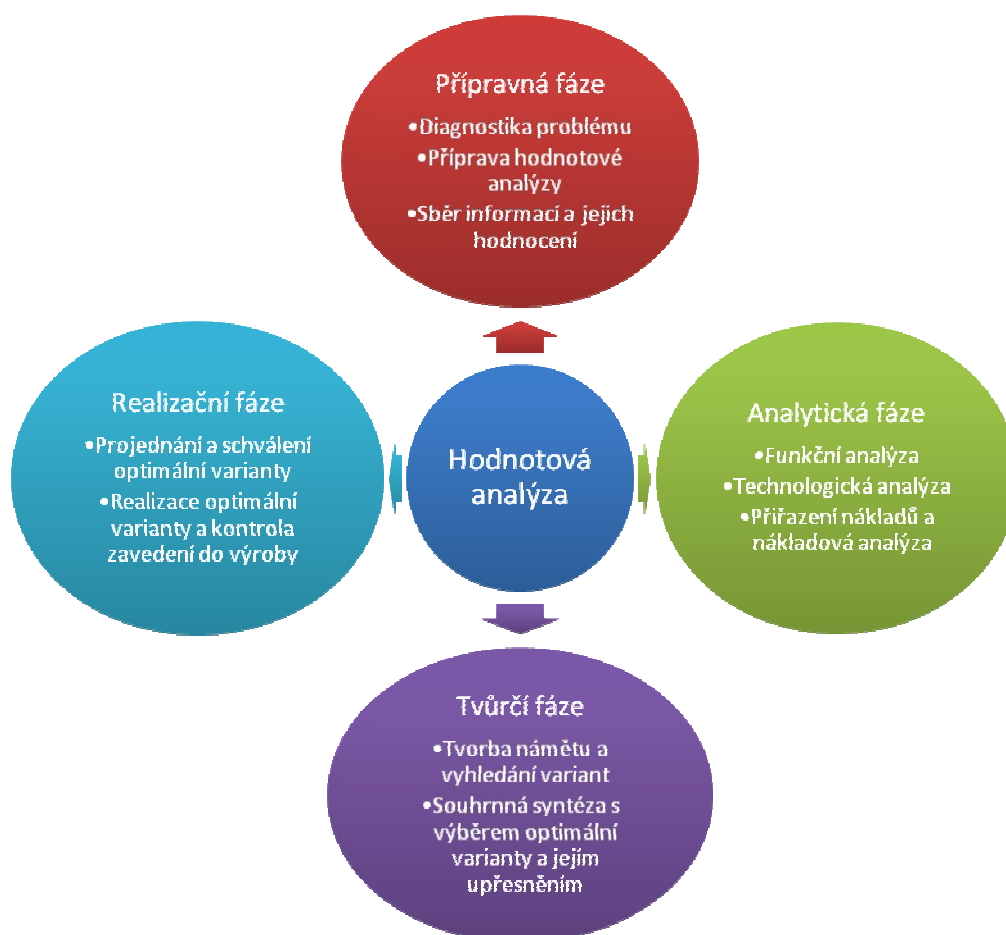 Přípravná fáze
•Diagnostika problému
•Příprava hodnotové
analýzy
•Sběr informací a jejich
hodnocení
Realizační fáze
•Projednání a schválení
optimální varianty
•Realizace optimální
varianty a kontrola
zavedení do výroby
Hodnotová
analýza
Analytická fáze
•Funkční analýza
•Technologická analýza
•Přiřazení nákladů a
nákladová analýza
Tvůrčí fáze
•Tvorba námětu a
vyhledání variant
•Souhrnná syntéza s
výběrem optimální
varianty a jejím
upřesněním